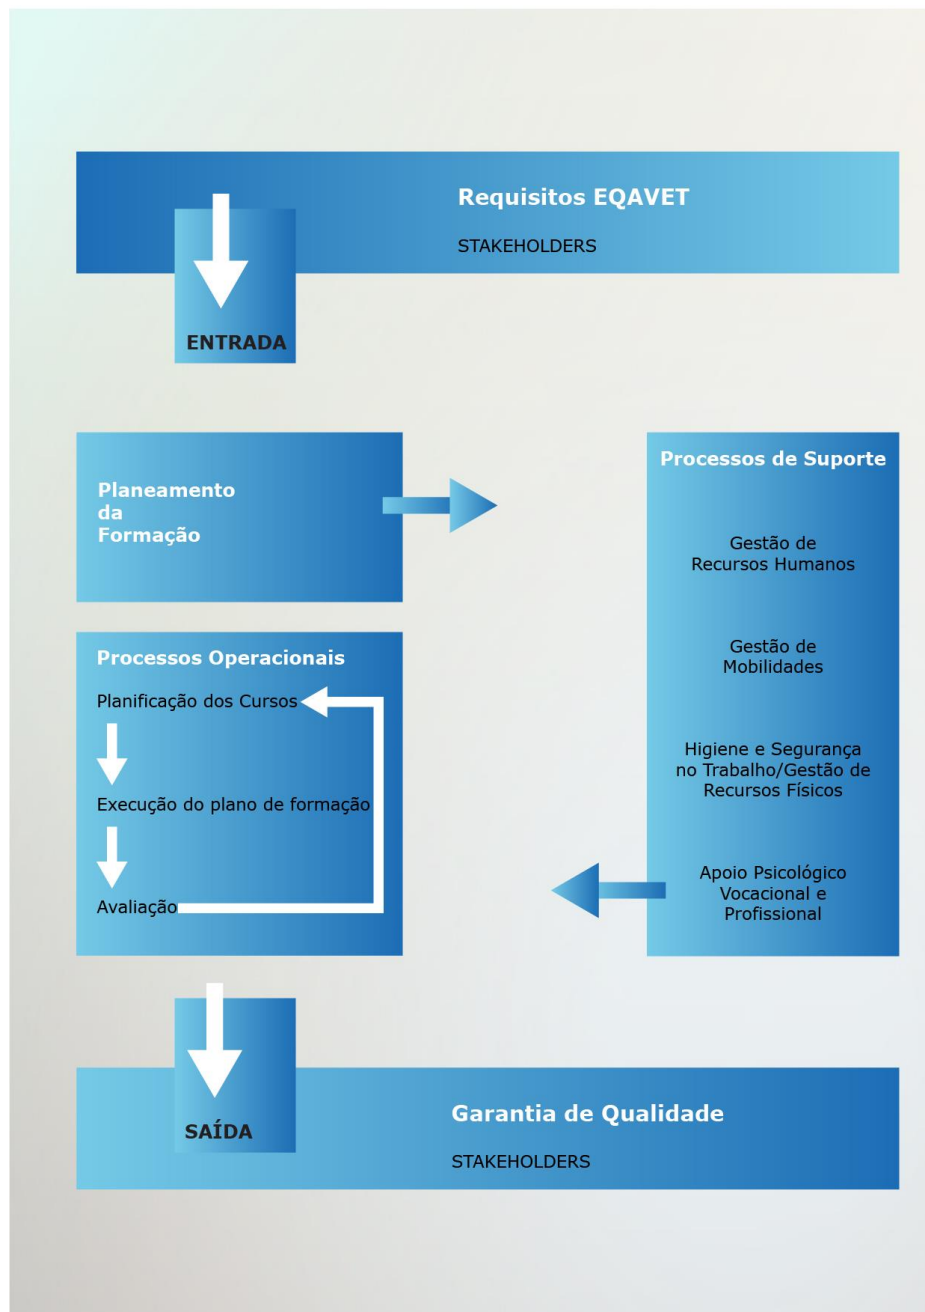 Requisitos EQAVET
STAKEHOLDERS
ENTRADA
Planeamento
da
Formação
Processos Operacionais
Planificação dos Cursos
Execução do plano de formação
Avaliação
Processos de Suporte
Gestão de
Recursos Humanos
Gestão de
Mobilidades
Higiene e Segurança
no Trabalho/Gestão de
Recursos Físicos
Apoio Psicológico
Vocacional e
Profissional
SAÍDA
Garantia de Qualidade
STAKEHOLDERS